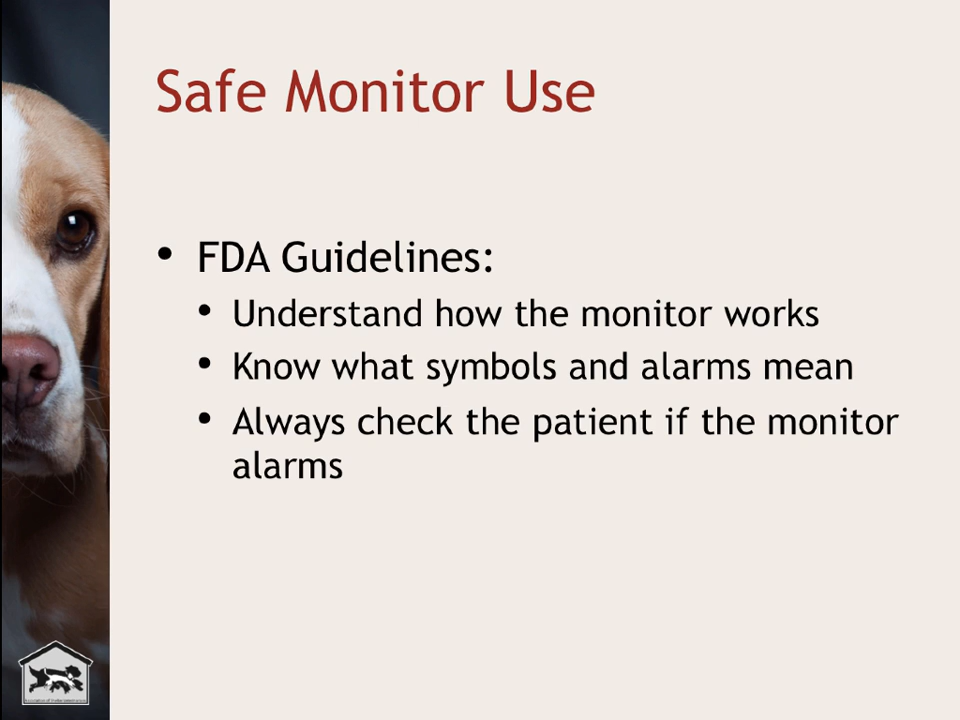 Safe Monitor Use
• FDA Guidelines:
• Understand how the monitor works
• Know what symbols and alarms mean
• Always check the patient if the monitor
alarms